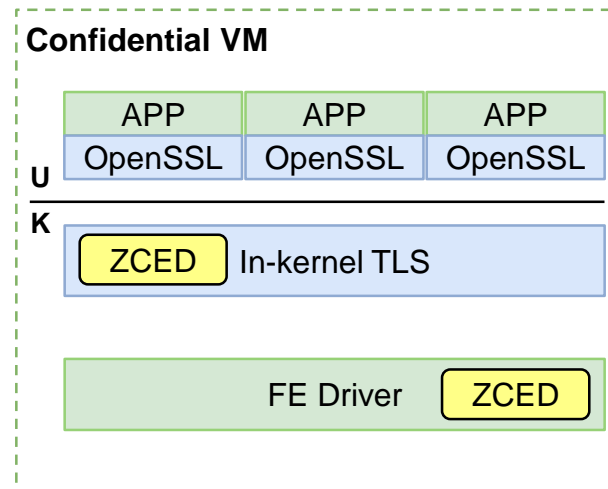 Confidential VM
APP APP APP
OpenSSL OpenSSL OpenSSL
U
K
ZCED In-kernel TLS
FE Driver ZCED